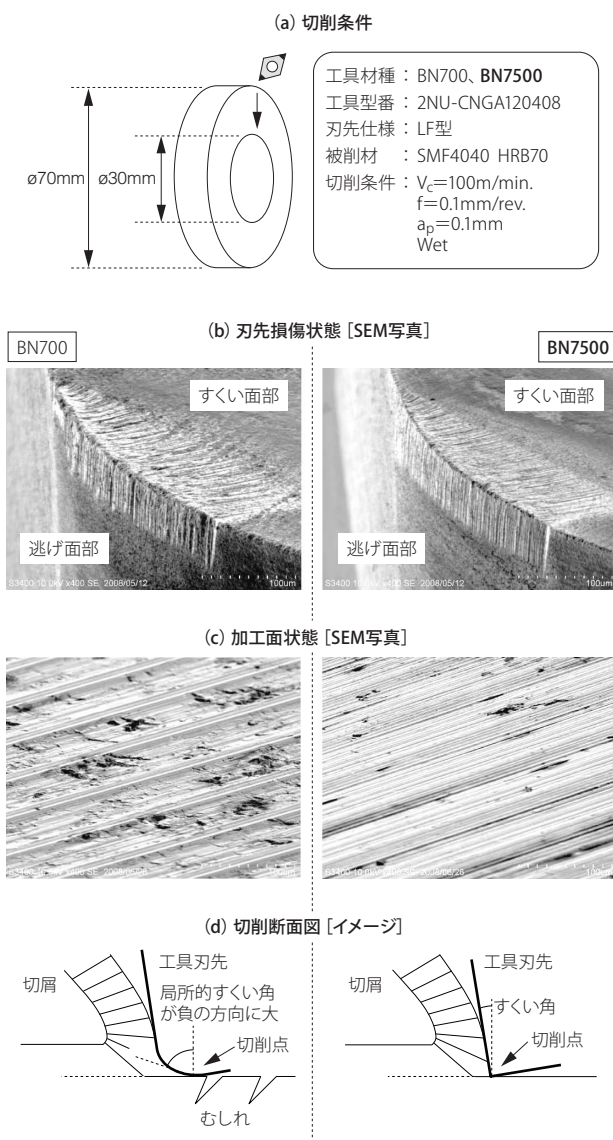 (a) 切削条件
ø70mm
ø30mm
工具材種 : BN700、BN7500
工具型番 : 2NU-CNGA120408
刃先仕様 : LF型
被削材 : SMF4040 HRB70
切削条件 : Vc=100m/min.
f=0.1mm/rev.
ap=0.1mm
Wet
(b) 刃先損傷状態 [SEM写真]
BN700
BN7500
すくい面部
逃げ面部
S3400 10.0kV x400 SE 2008/05/12 100um
すくい面部
逃げ面部
S3400 10.0kV x400 SE 2008/05/12 100um
(c) 加工面状態 [SEM写真]
(d) 切削断面図 [イメージ]
切屑
工具刃先
局所的すくい角
が負の方向に大
切削点
むしれ
切屑
工具刃先
すくい角
切削点